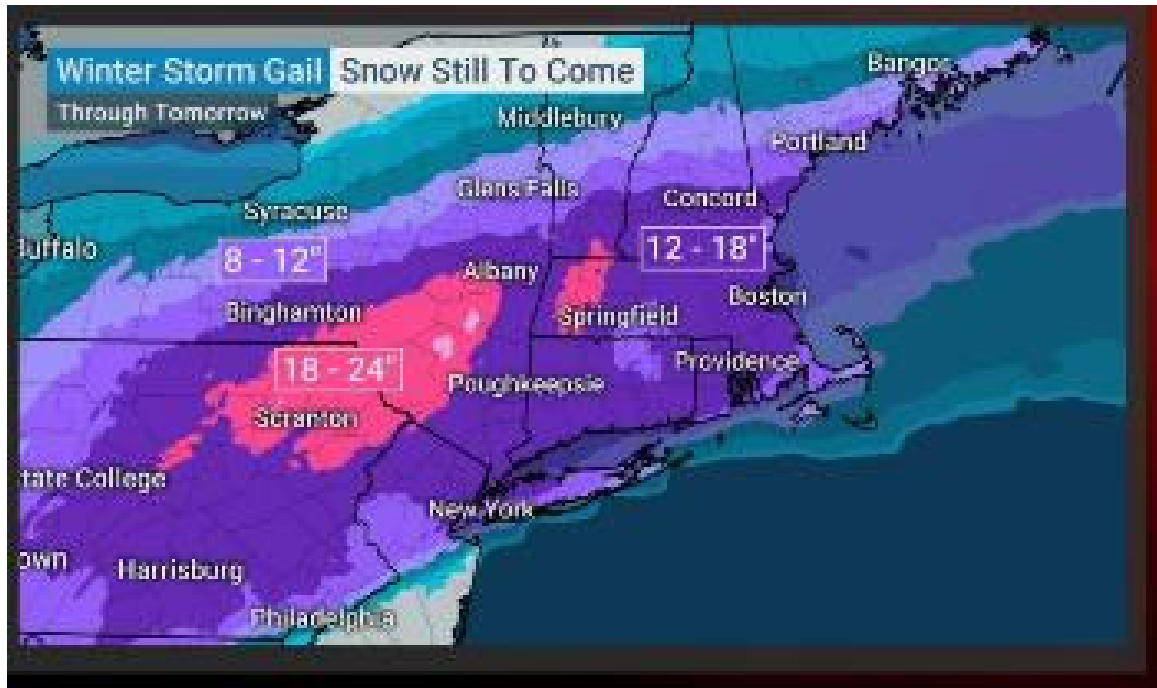 Winter Storm Gail Snow Still To Come
Through Tomorrow
Bangor
Middlebury
Portland
Glens Falls
Concord
Syracuse
Buffalo
8 - 12"
12 - 18"
Albany
Boston
Binghamton
Springfield
18 - 24"
Providence
Poughkeepsie
Scranton
tate College
New York
own
Harrisburg
Philadelphia